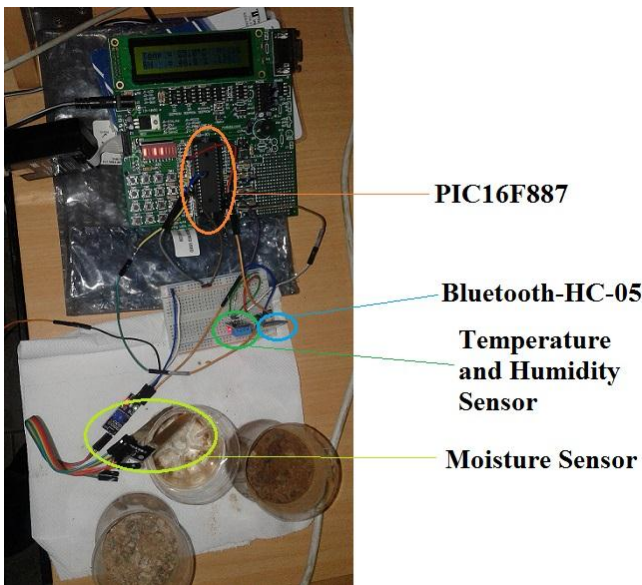 PIC16F887
Bluetooth-HC-05
Temperature
and Humidity
Sensor
Moisture Sensor